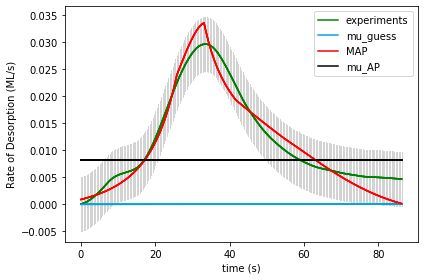 Rate of Desorption (ML/s)
0.035
0.030
0.025
0.020
0.015
0.010
0.005
0.000
−0.005
experiments
mu_guess
MAP
mu_AP
0
20
40
60
80
time (s)